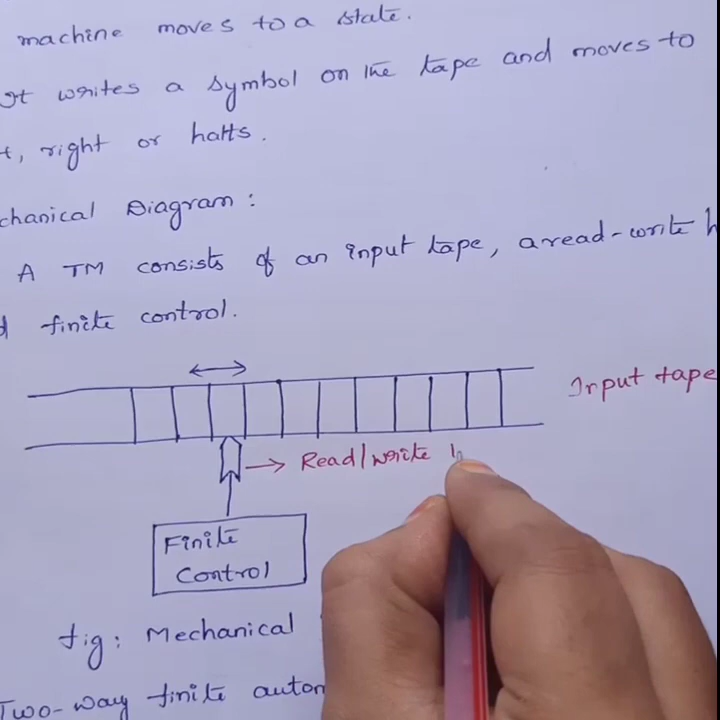 machine moves to a state.
It writes a symbol on the tape and moves to
t, right or halts.
chanical Diagram:
A TM consists of an input tape, a read-write h
d finite control.
Input tape
Read/write h
Finite
Control
fig: Mechanical
Two-way finite autom